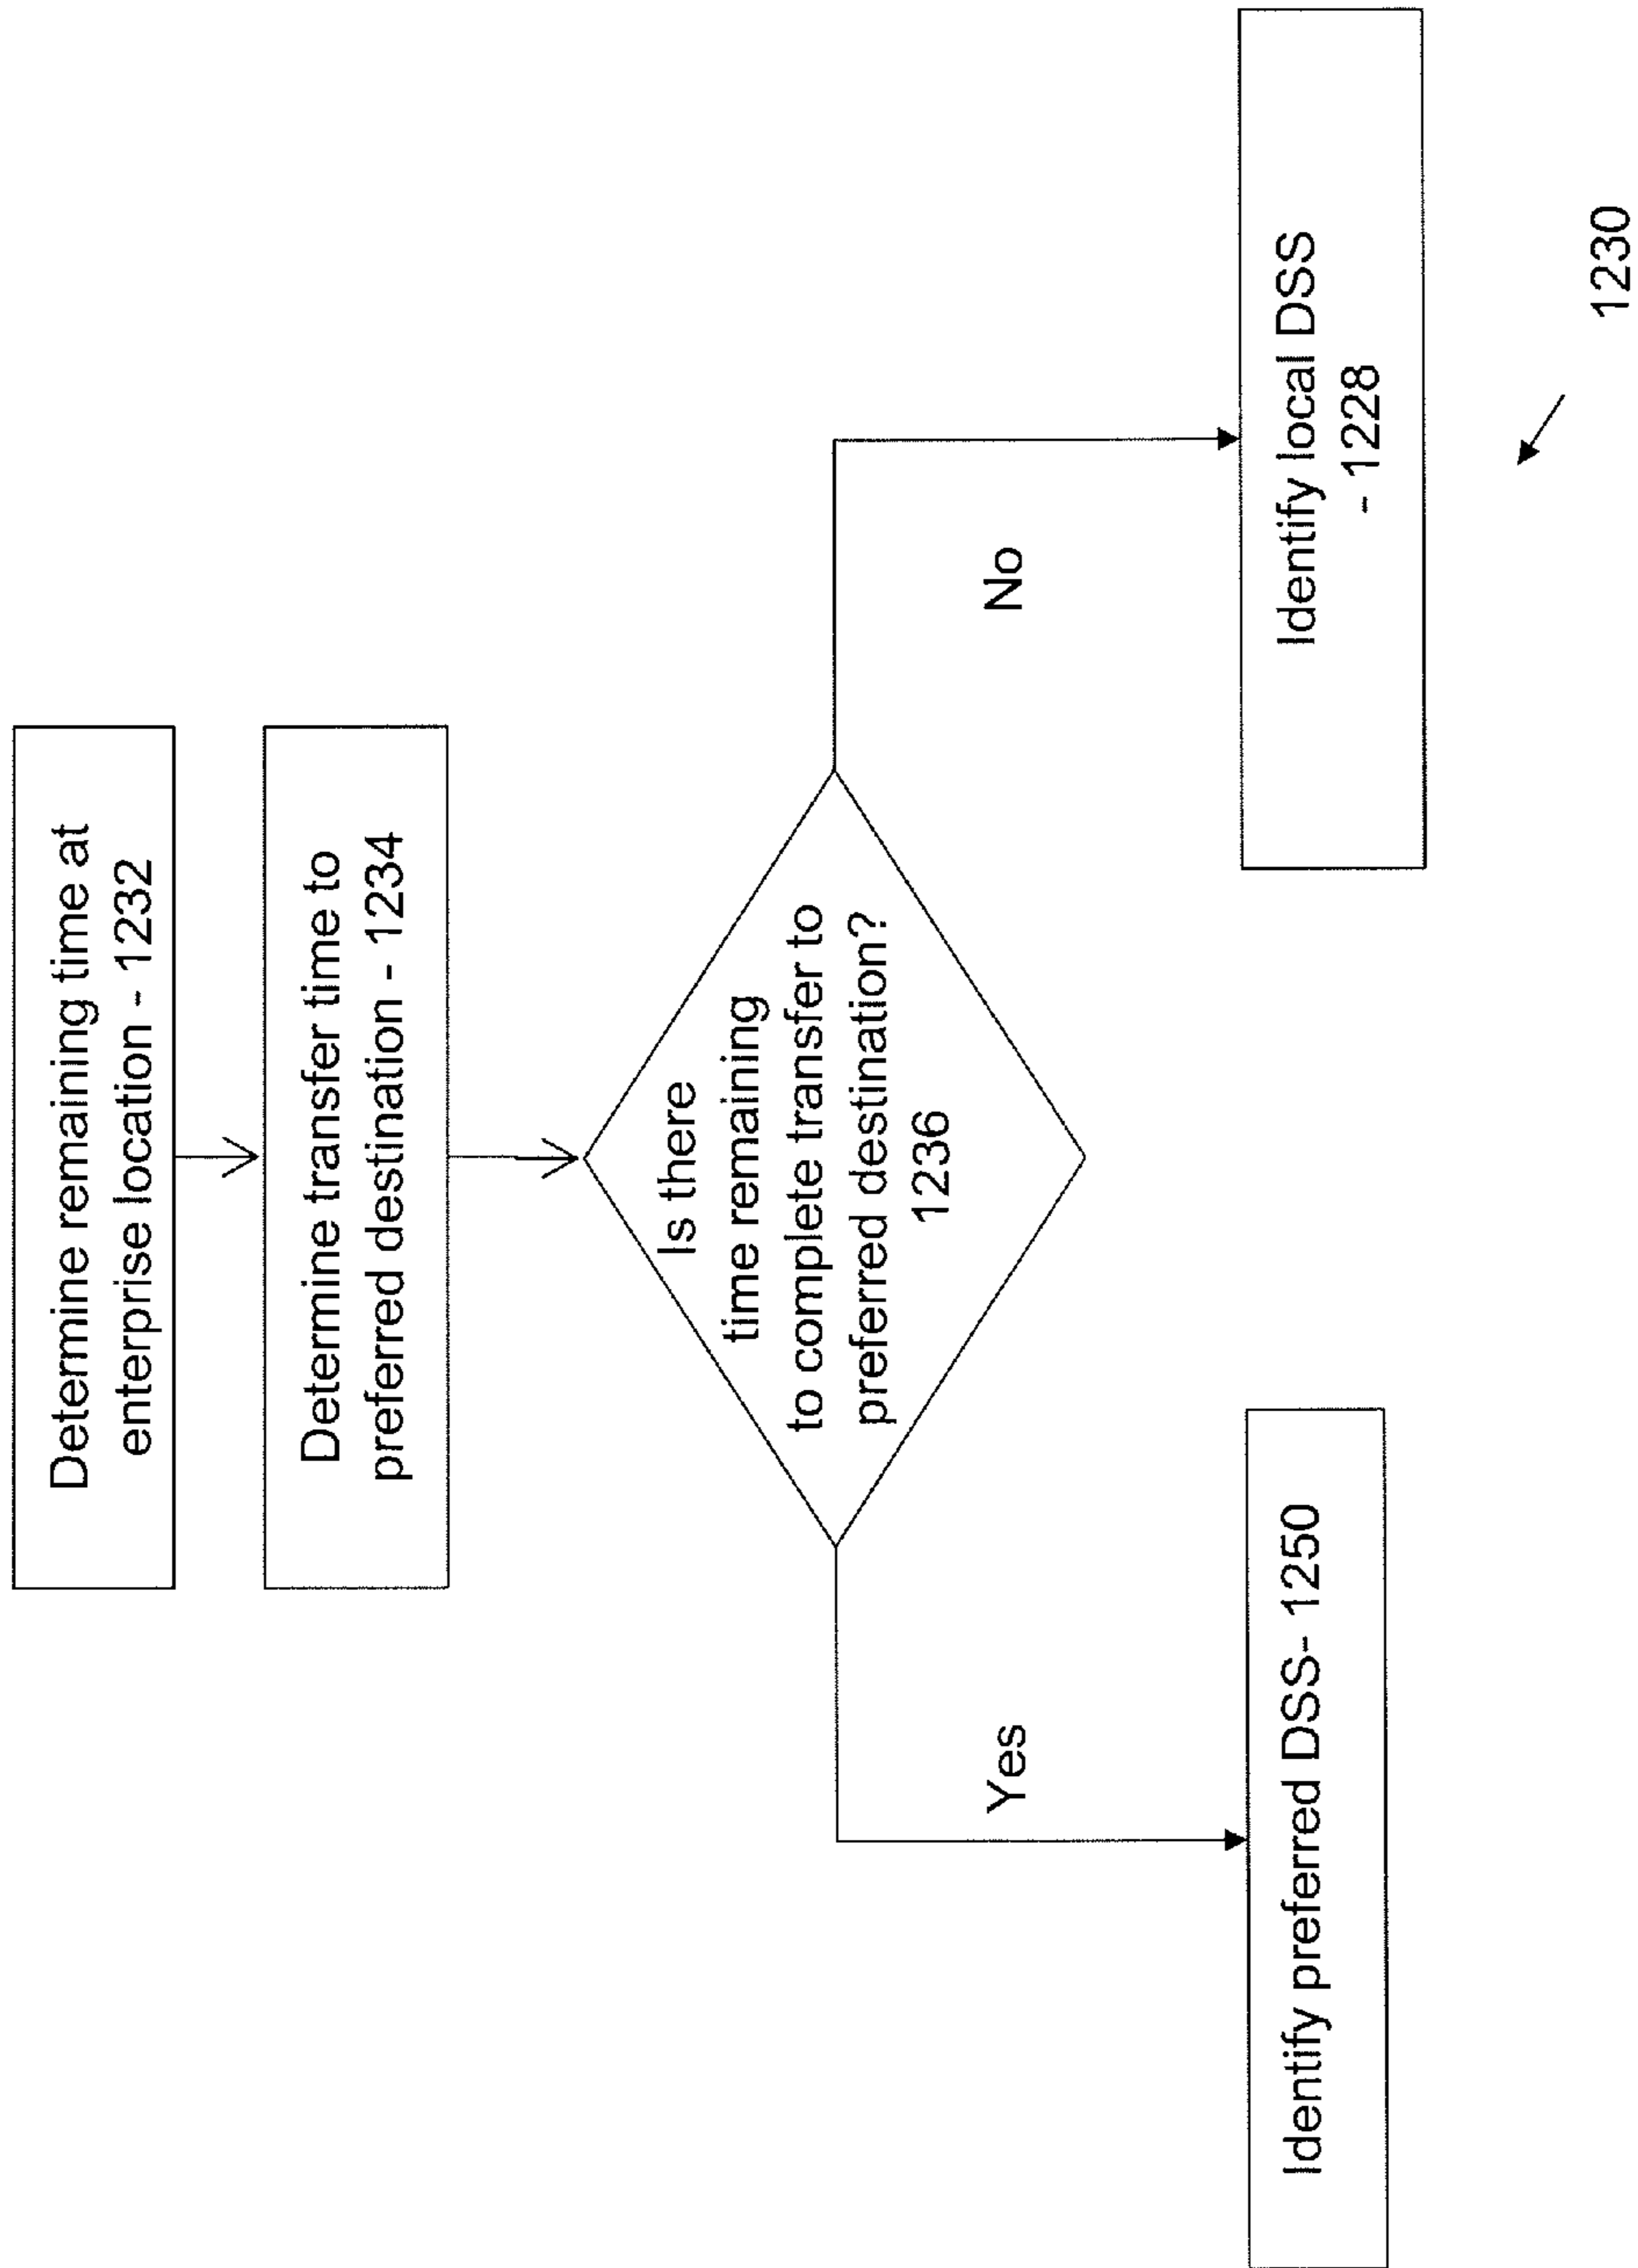 Determine remaining time at
enterprise location - 1232
Determine transfer time to
preferred destination - 1234
Is there
time remaining
to complete transfer to
preferred destination?
1236
Yes
No
Identify preferred DSS- 1250
Identify local DSS
- 1228
1230